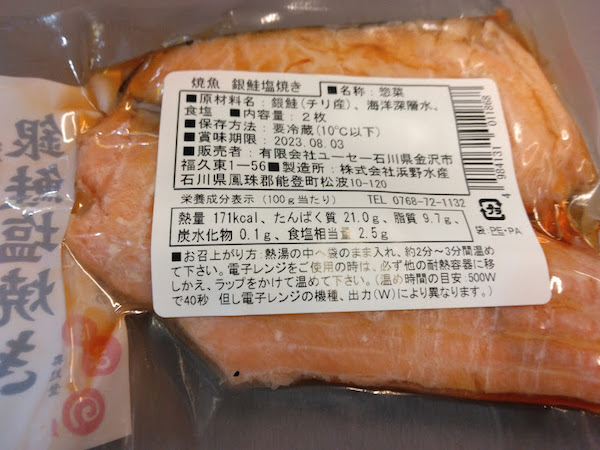 焼魚 銀鮭塩焼き ■名称：惣菜
■原材料名：銀鮭（チリ産）、海洋深層水、
食塩 ■内容量：2枚
■保存方法：要冷蔵（10℃以下）
■賞味期限：2023.08.03
■販売者：有限会社ユーセー石川県金沢市
福久東1－56■製造所：株式会社浜野水産
石川県鳳珠郡能登町松波10-120
栄養成分表示（100g当たり） TEL 0768-72-1132
熱量 171kcal、たんぱく質 21.0g、脂質 9.7g、
炭水化物 0.1g、食塩相当量 2.5g
■お召上がり方：熱湯の中へ袋のまま入れ、約2分～3分間温め
て下さい。電子レンジをご使用の時は、必ず他の耐熱容器に移
しかえ、ラップをかけて温めて下さい。（温め時間の目安：500W
で40秒 但し電子レンジの機種、出力（W）により異なります。）
4 984131 011868
プラ
袋：PE・PA
銀鮭塩焼き